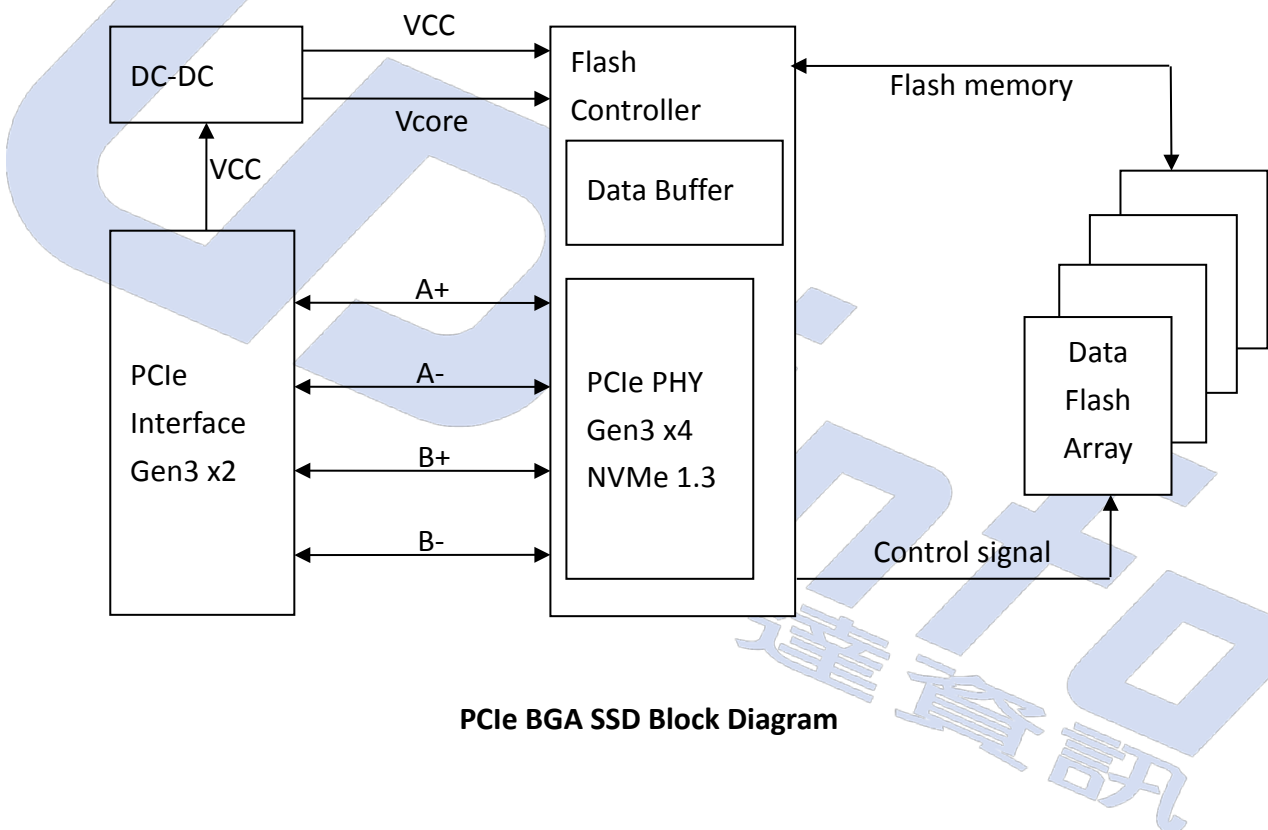 VCC
DC-DC
Vcore
VCC
Flash
Controller
Data Buffer
Flash memory
PCIe
Interface
Gen3 x2
A+
A-
B+
B-
PCIe PHY
Gen3 x4
NVMe 1.3
Data
Flash
Array
Control signal
達資訊
PCIe BGA SSD Block Diagram